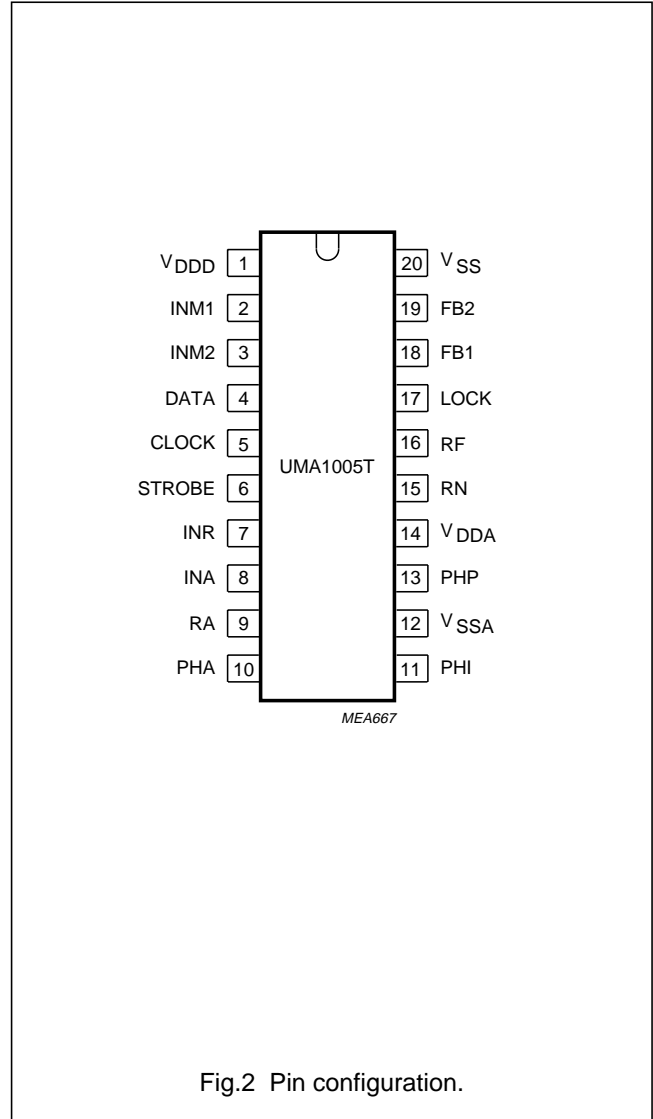 VDDD 1 20 VSS
INM1 2 19 FB2
INM2 3 18 FB1
DATA 4 17 LOCK
CLOCK 5 16 RF
UMA1005T
STROBE 6 15 RN
INR 7 14 VDDA
INA 8 13 PHP
RA 9 12 VSSA
PHA 10 11 PHI
MEA667
Fig.2 Pin configuration.